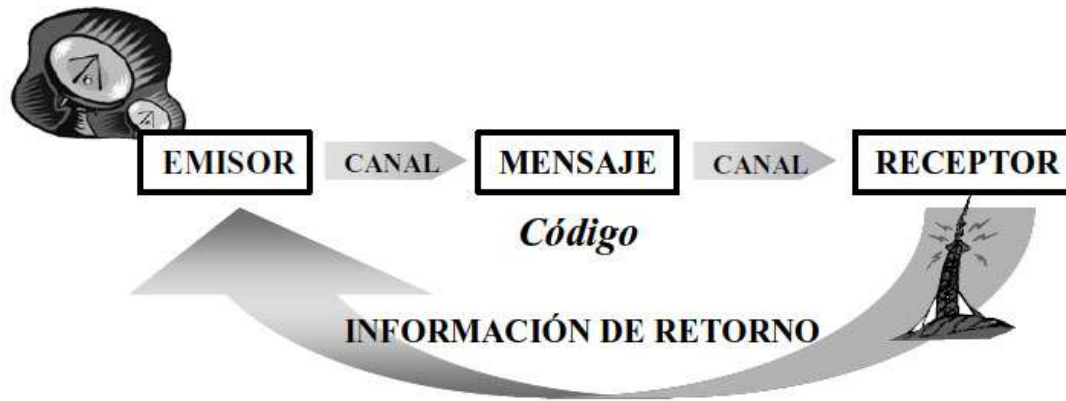 EMISOR CANAL MENSAJE CANAL RECEPTOR
Código
INFORMACIÓN DE RETORNO